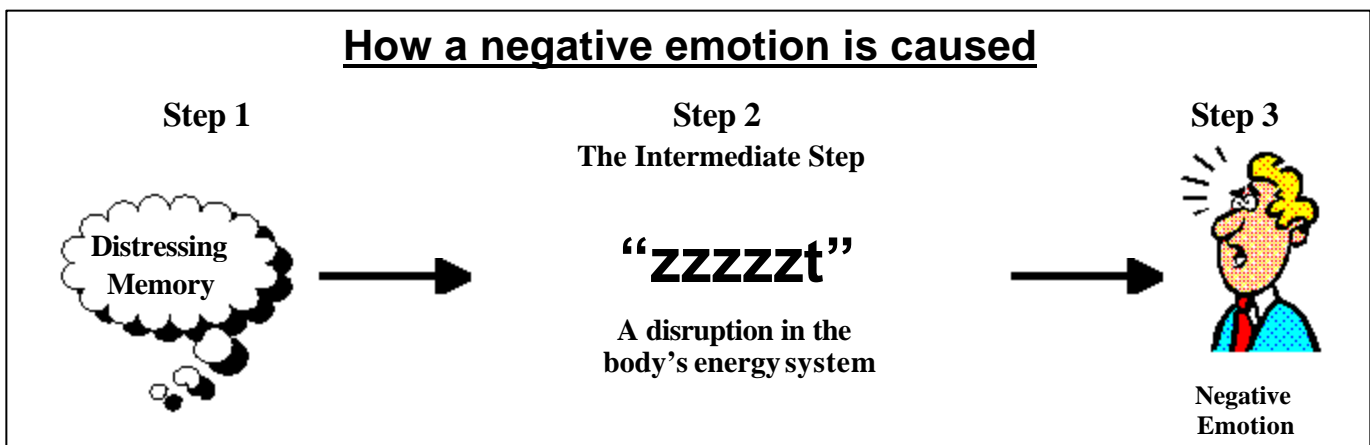 How a negative emotion is caused
Step 1
Step 2
Step 3
The Intermediate Step
Distressing
Memory
“zzzzzt”
A disruption in the
body’s energy system
Negative
Emotion